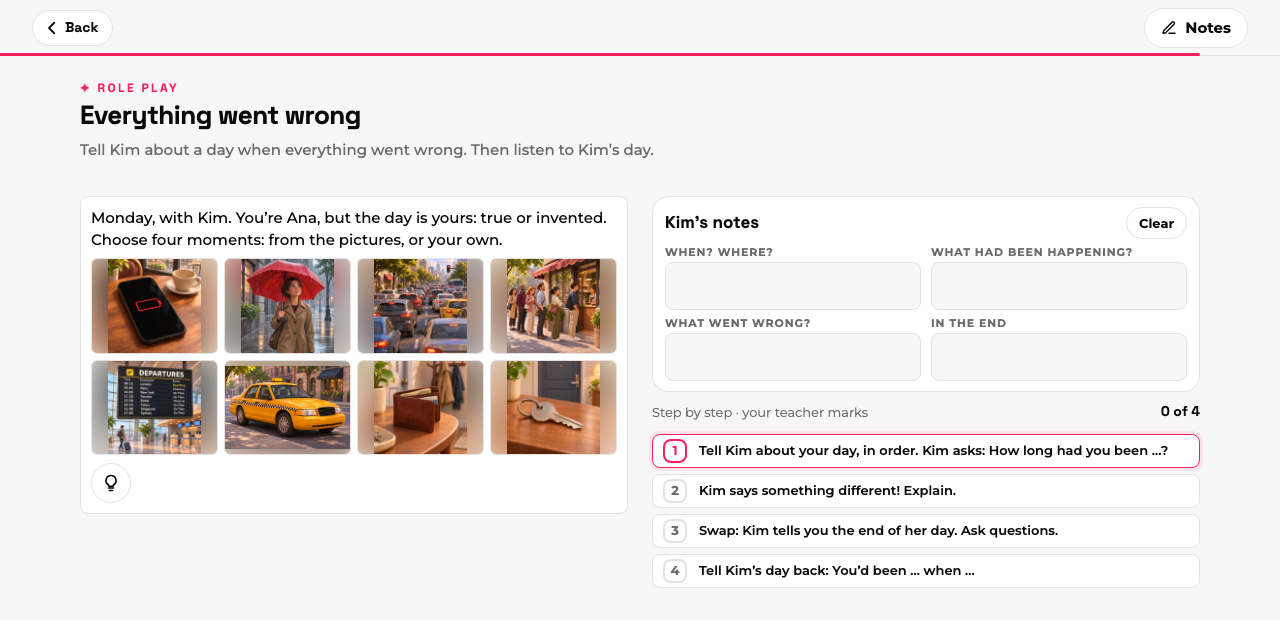 Back
Notes
ROLE PLAY
Everything went wrong
Tell Kim about a day when everything went wrong. Then listen to Kim's day.
Monday, with Kim. You're Ana, but the day is yours: true or invented.
Choose four moments: from the pictures, or your own.
DEPARTURES
Kim's notes
Clear
WHEN? WHERE?
WHAT HAD BEEN HAPPENING?
WHAT WENT WRONG?
IN THE END
Step by step · your teacher marks
0 of 4
1 Tell Kim about your day, in order. Kim asks: How long had you been …?
2 Kim says something different! Explain.
3 Swap: Kim tells you the end of her day. Ask questions.
4 Tell Kim's day back: You'd been … when …